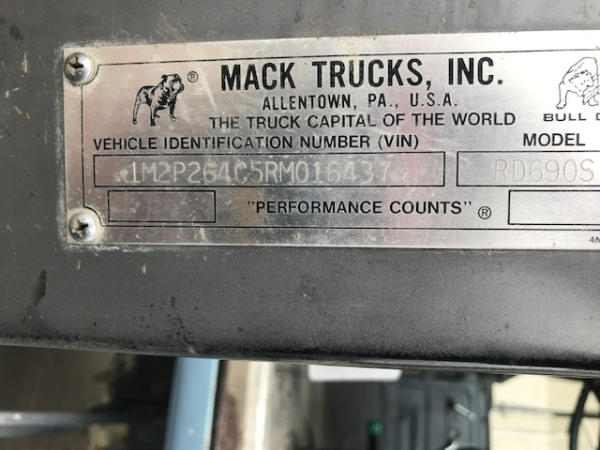 ® MACK TRUCKS, INC.
ALLENTOWN, PA., U.S.A.
THE TRUCK CAPITAL OF THE WORLD
BULL D
VEHICLE IDENTIFICATION NUMBER (VIN) MODEL
1M2P264C5RM016437 RD690S
"PERFORMANCE COUNTS" ®
4M